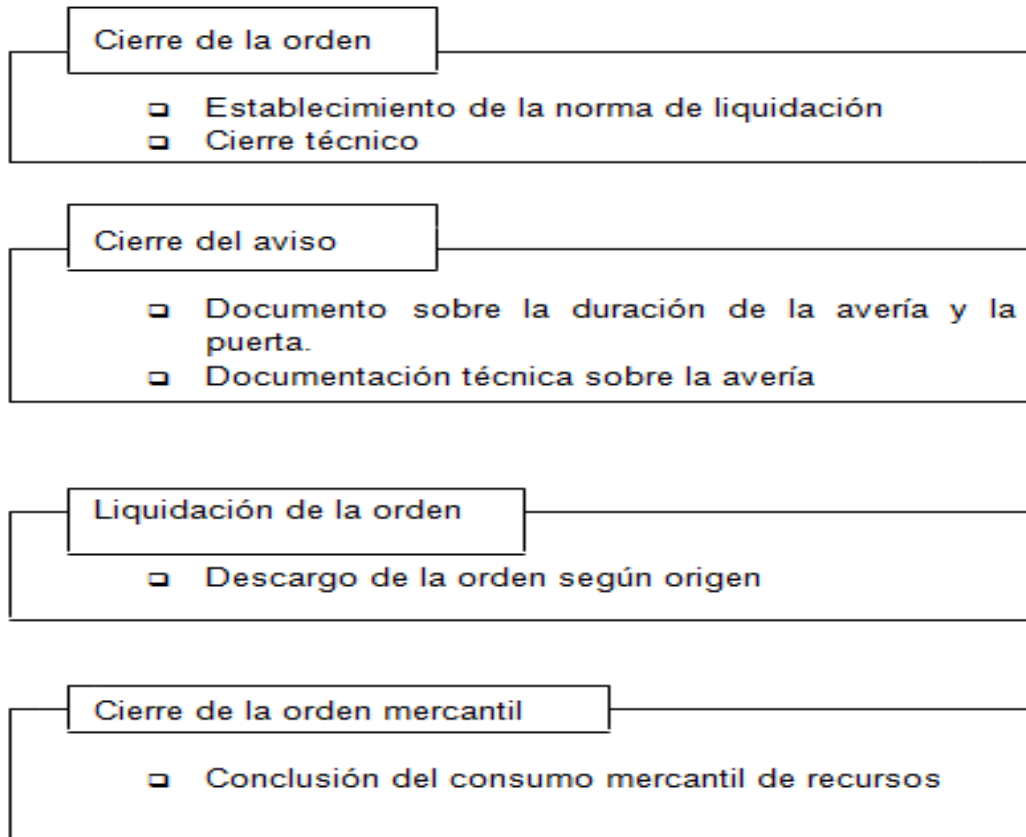 Cierre de la orden
❑ Establecimiento de la norma de liquidación
❑ Cierre técnico
Cierre del aviso
❑ Documento sobre la duración de la avería y la
puerta.
❑ Documentación técnica sobre la avería
Liquidación de la orden
❑ Descargo de la orden según origen
Cierre de la orden mercantil
❑ Conclusión del consumo mercantil de recursos